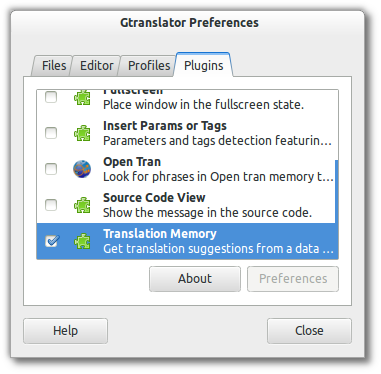 Gtranslator Preferences
Files Editor Profiles Plugins
Fullscreen
Place window in the fullscreen state.
Insert Params or Tags
Parameters and tags detection featurin...
Open Tran
Look for phrases in Open tran memory t...
Source Code View
Show the message in the source code.
Translation Memory
Get translation suggestions from a data ...
About Preferences
Help Close